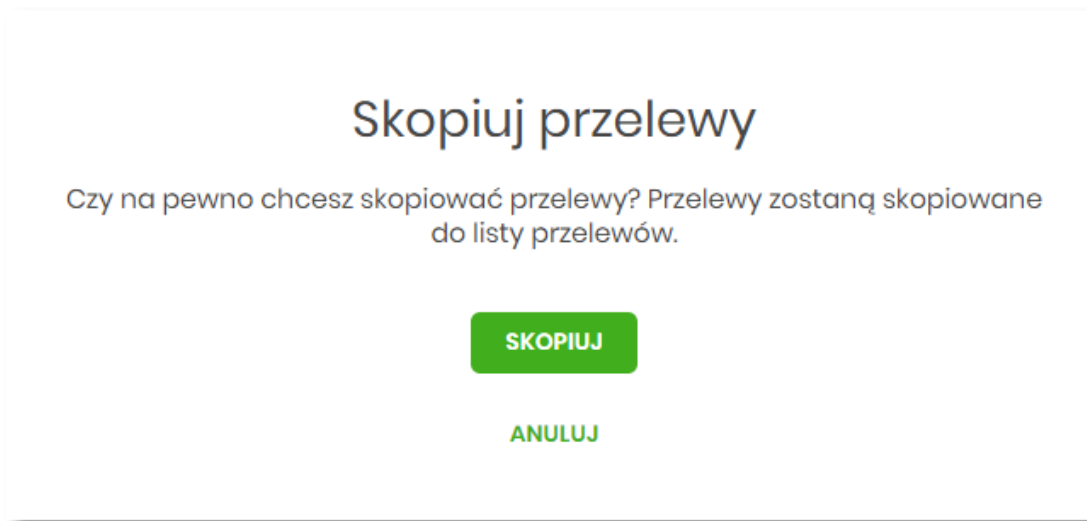 Skopiuj przelewy
Czy na pewno chcesz skopiować przelewy? Przelewy zostaną skopiowane
do listy przelewów.
SKOPIUJ
ANULUJ